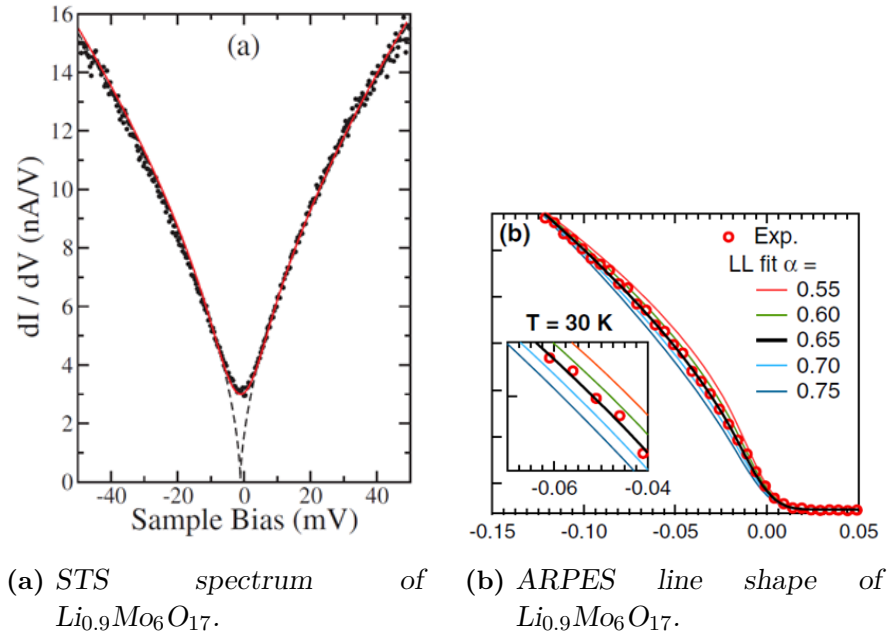 16
14
12
10
8
6
4
2
0
dI / dV (nA/V)
(a)
-40 -20 0 20 40
Sample Bias (mV)
(b)
Exp.
LL fit α =
0.55
0.60
0.65
0.70
0.75
T = 30 K
-0.06 -0.04
-0.15 -0.10 -0.05 0.00 0.05
(a) STS spectrum of
Li0.9Mo6O17.
(b) ARPES line shape of
Li0.9Mo6O17.